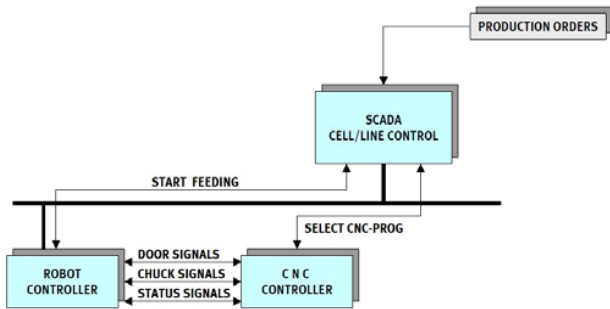 PRODUCTION ORDERS
SCADA
CELL/LINE CONTROL
START FEEDING
SELECT CNC-PROG
DOOR SIGNALS
ROBOT
CONTROLLER
CHUCK SIGNALS
C N C
CONTROLLER
STATUS SIGNALS